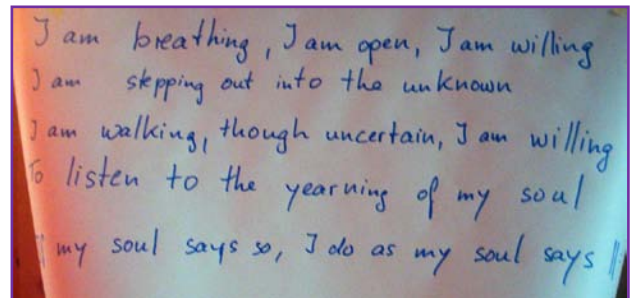 I am breathing, I am open, I am willing
I am stepping out into the unknown
I am walking, though uncertain, I am willing
To listen to the yearning of my soul
|| my soul says so, I do as my soul says ||